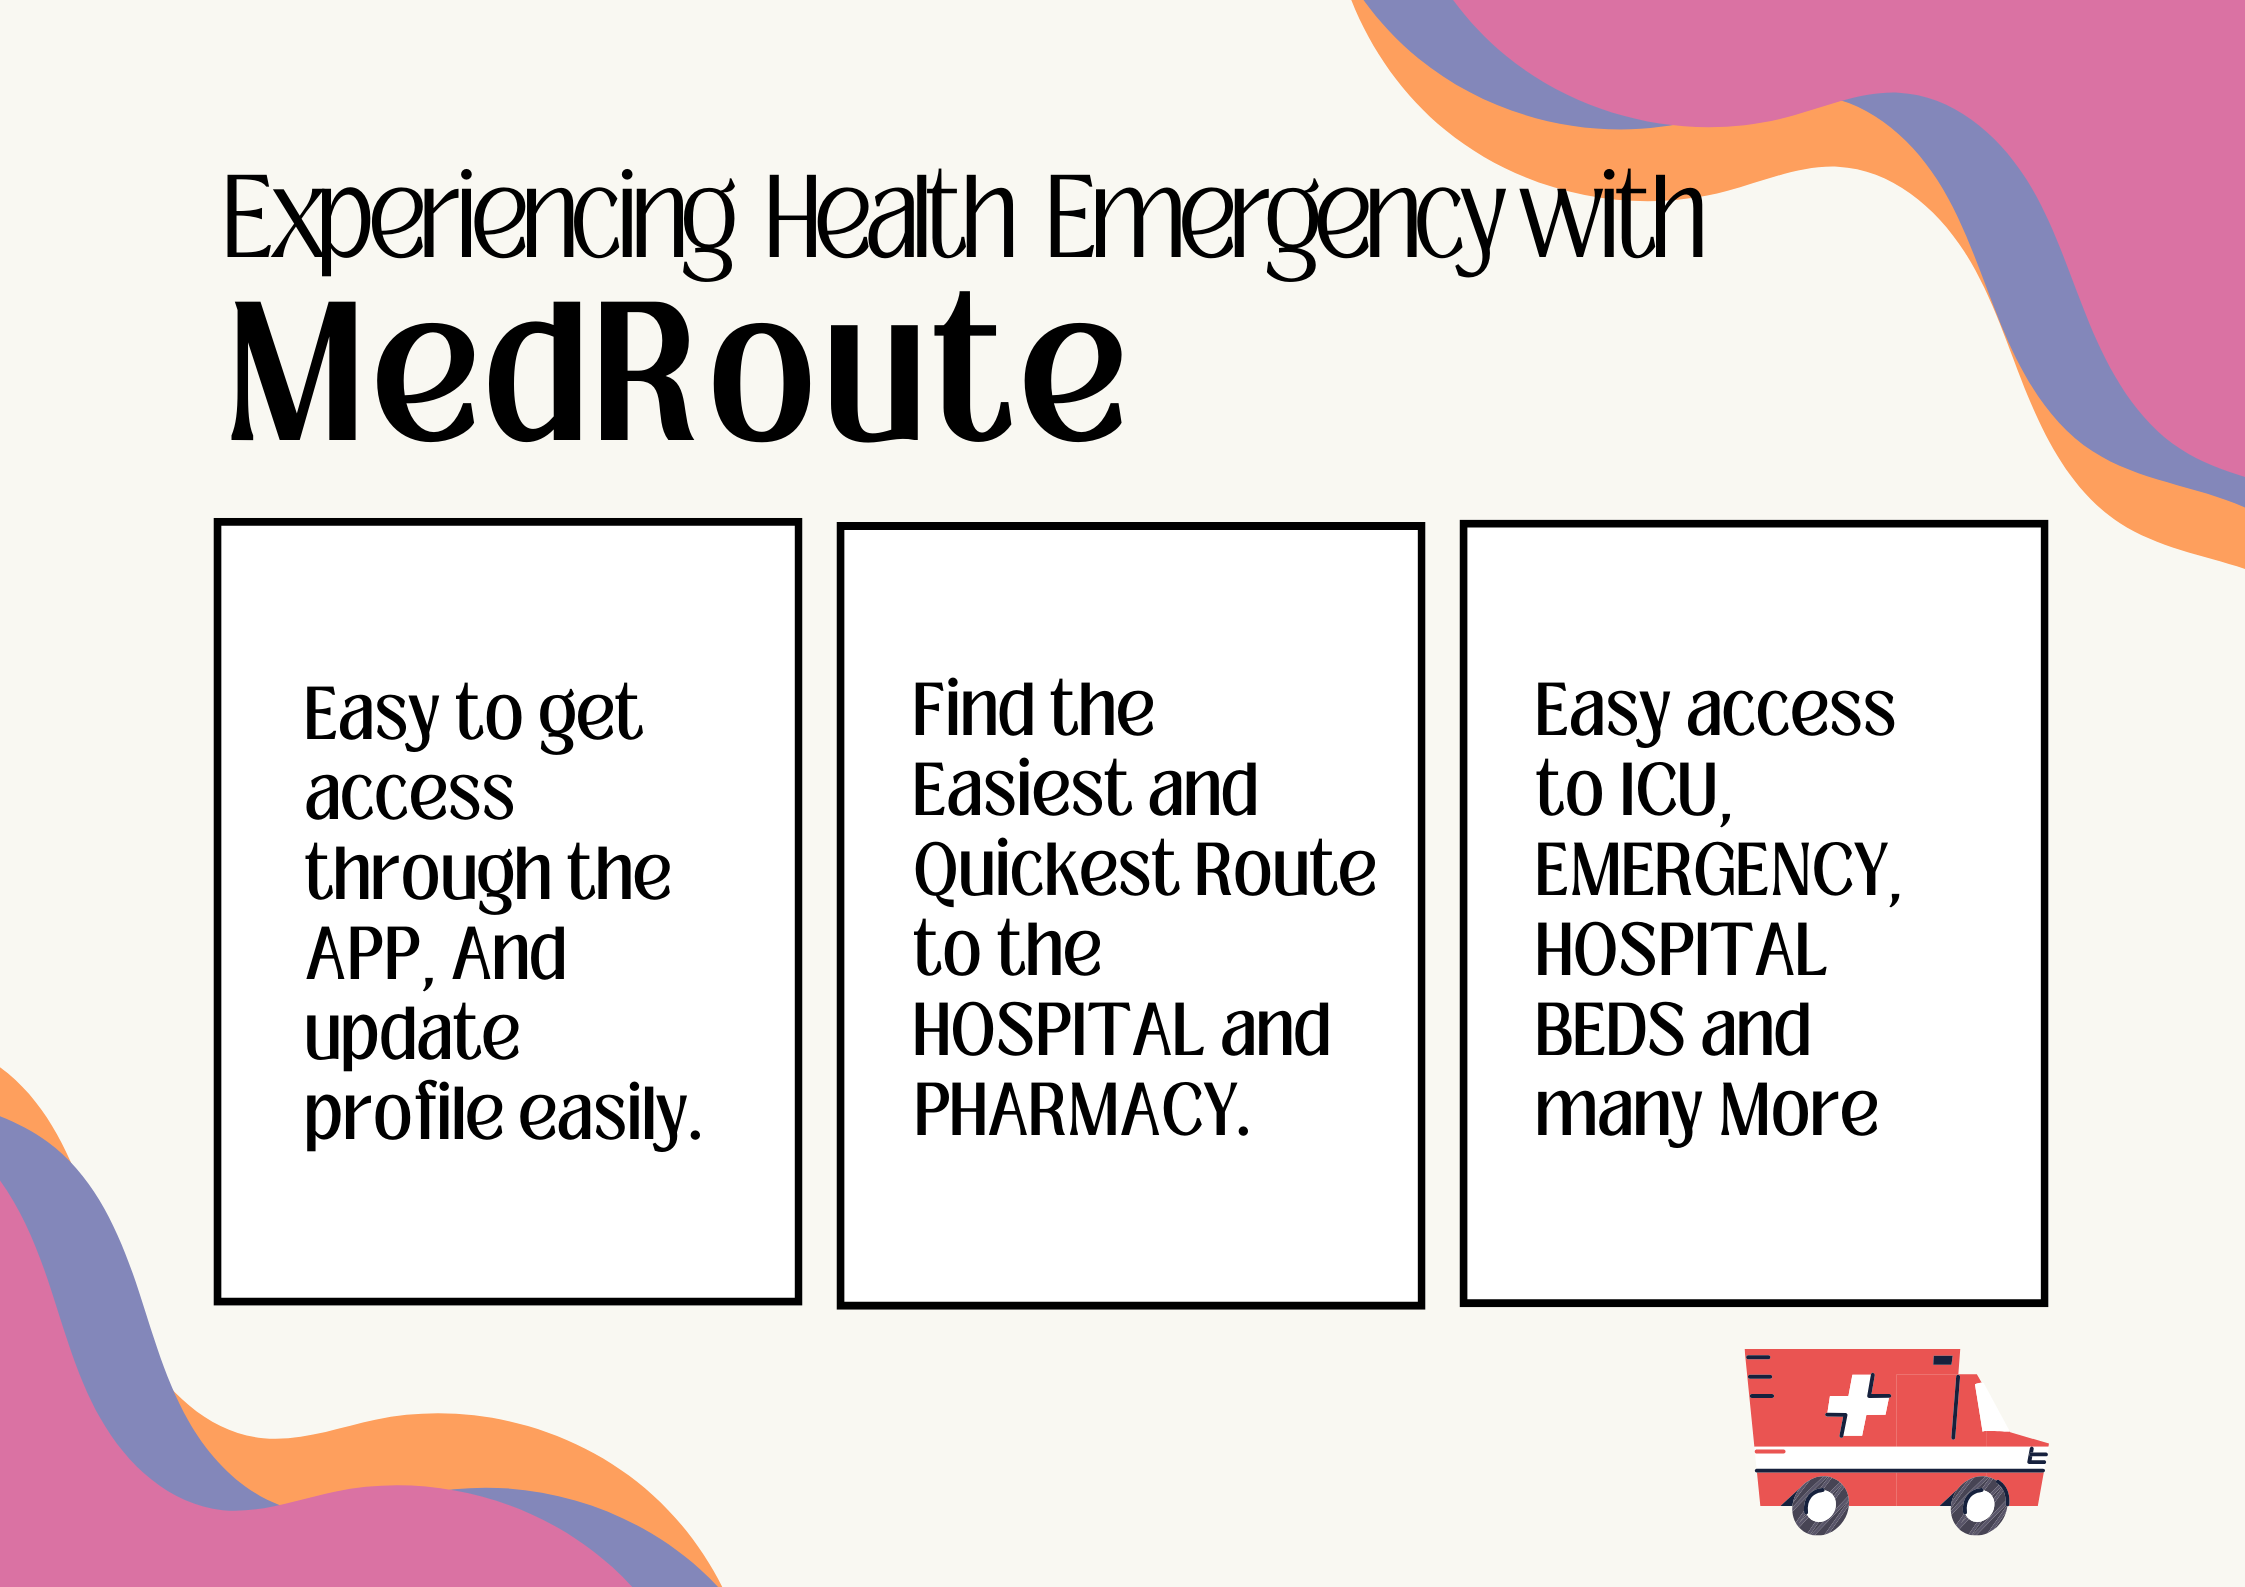 Experiencing Health Emergency with
MedRoute
Easy to get
access
through the
APP, And
update
profile easily.
Find the
Easiest and
Quickest Route
to the
HOSPITAL and
PHARMACY.
Easy access
to ICU,
EMERGENCY,
HOSPITAL
BEDS and
many More